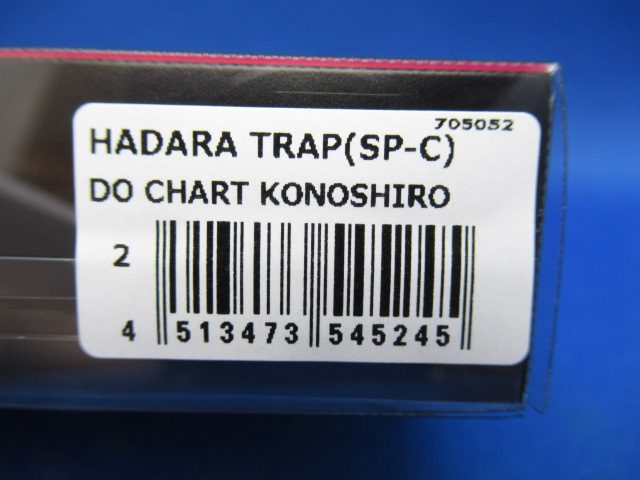 705052
HADARA TRAP(SP-C)
DO CHART KONOSHIRO
2
4 513473 545245